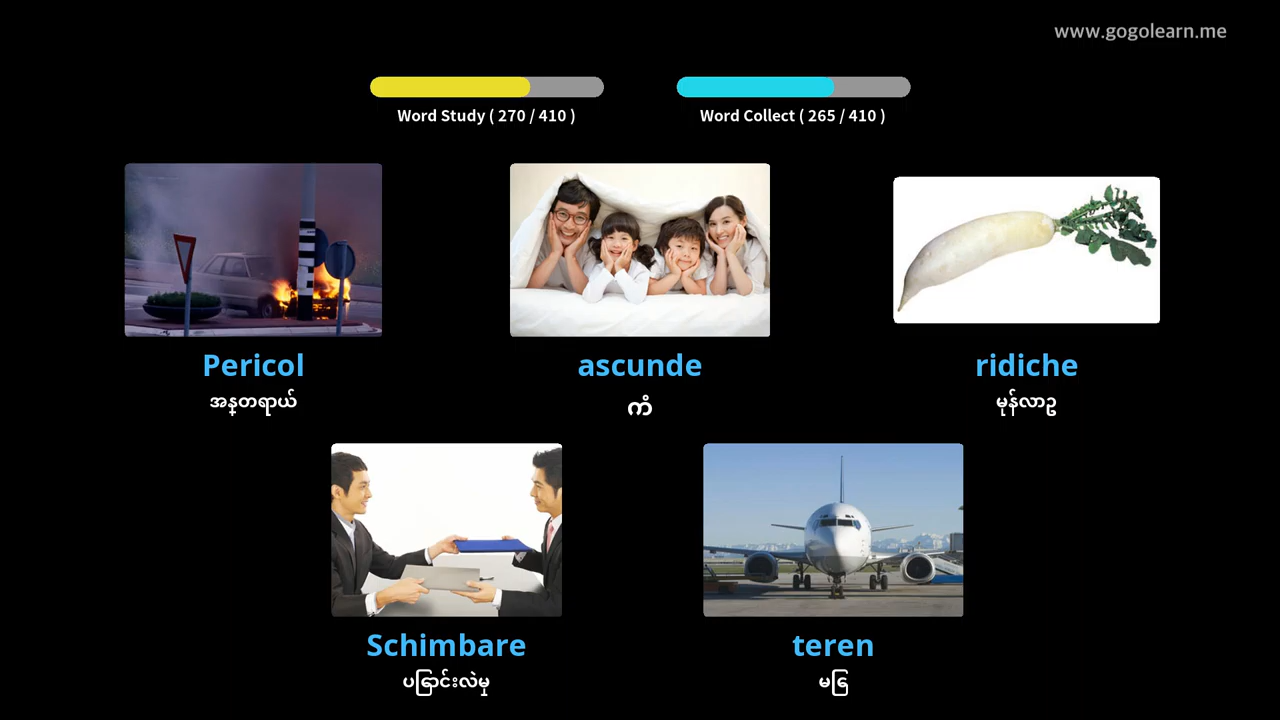 www.gogolearn.me
Word Study ( 270 / 410 )
Word Collect ( 265 / 410 )
Pericol
ascunde
ridiche
အန္တရာယ်
ကံ
မုန်လာဥ
Schimbare
teren
ပြောင်းလဲမှု
မြေ